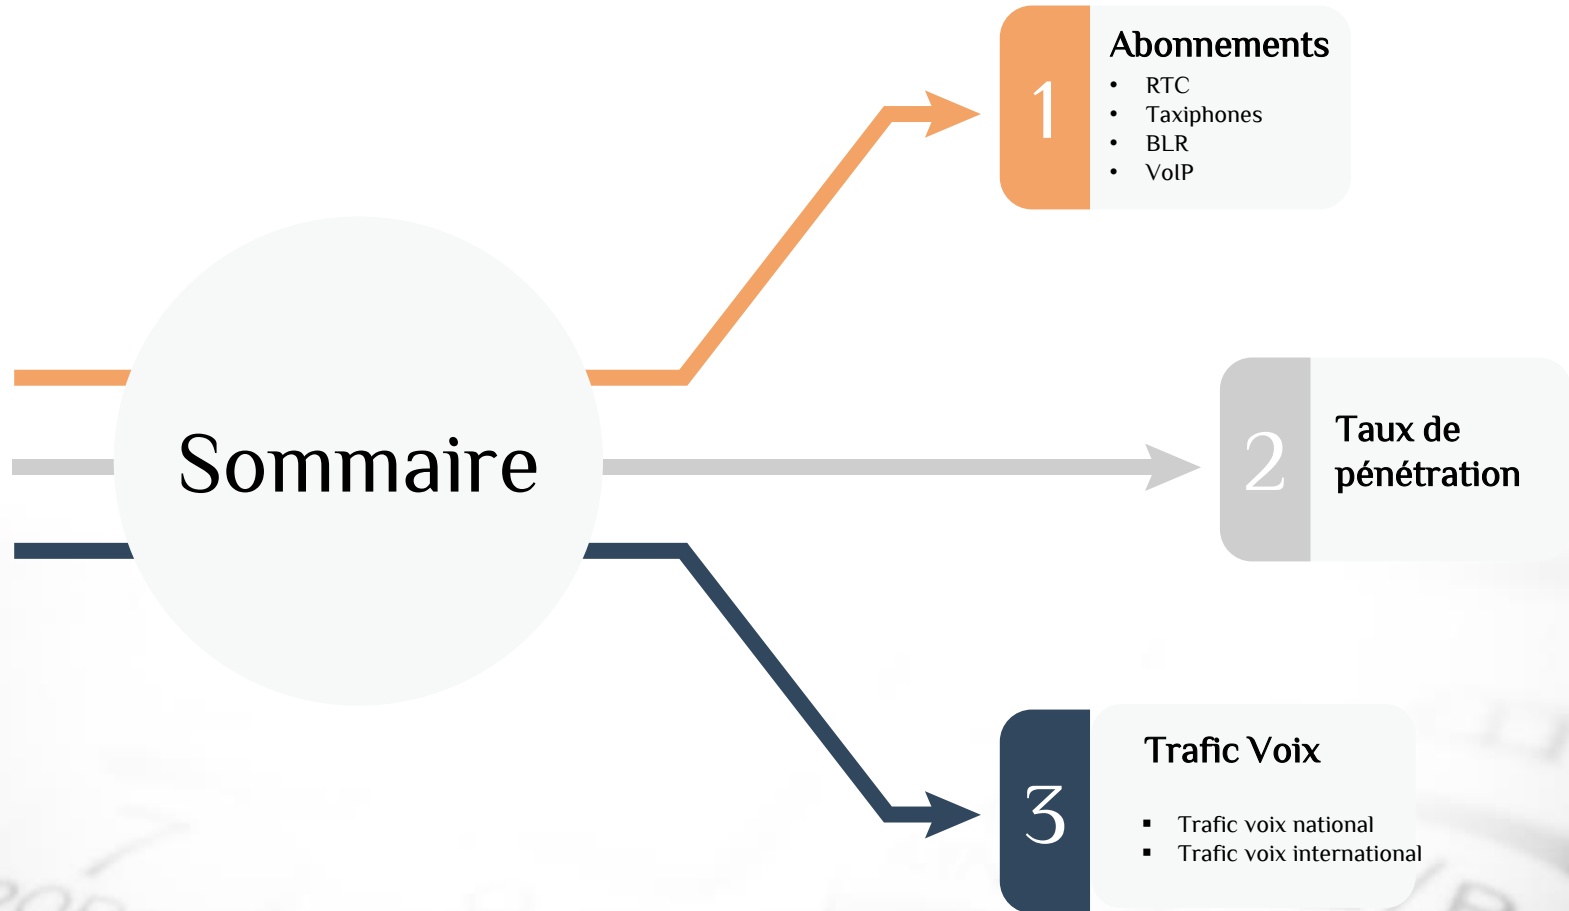 Sommaire
1
Abonnements
• RTC
• Taxiphones
• BLR
• VoIP
2
Taux de
pénétration
3
Trafic Voix
▪ Trafic voix national
▪ Trafic voix international